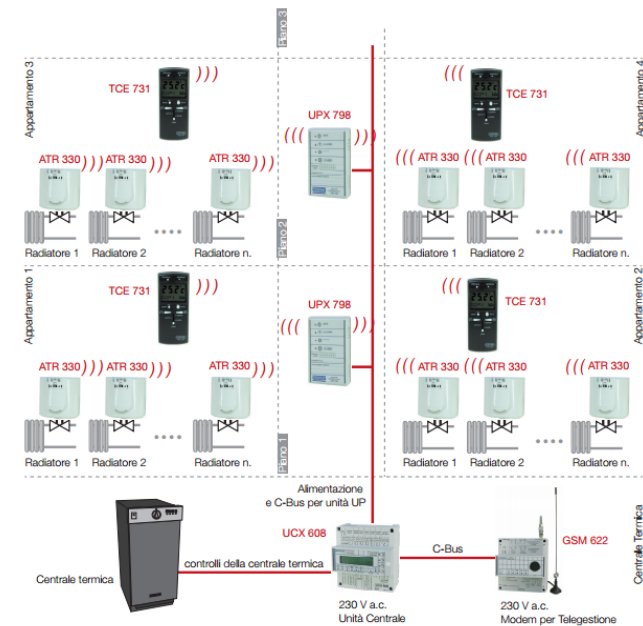 Piano 3
Appartamento 3
Appartamento 4
TCE 731
TCE 731
UPX 798
ATR 330
ATR 330
ATR 330
ATR 330
ATR 330
ATR 330
Radiatore 1
Radiatore 2
Radiatore n.
Piano 2
Radiatore 1
Radiatore 2
Radiatore n.
Appartamento 1
Appartamento 2
TCE 731
TCE 731
UPX 798
ATR 330
ATR 330
ATR 330
ATR 330
ATR 330
ATR 330
Radiatore 1
Radiatore 2
Radiatore n.
Piano 1
Radiatore 1
Radiatore 2
Radiatore n.
Alimentazione
e C-Bus per unità UP
UCX 608
GSM 622
C-Bus
controlli della centrale termica
Centrale termica
Centrale Termica
230 V a.c.
Unità Centrale
230 V a.c.
Modem per Telegestione